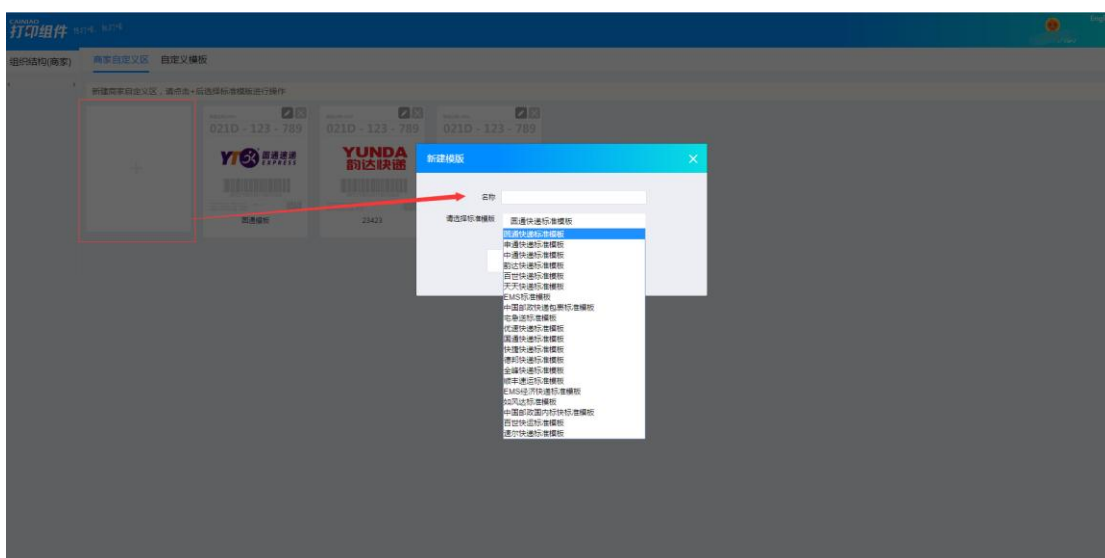 CAINIAO
打印组件
Engl
组织结构(商家)
商家自定义区
自定义模板
新建商家自定义区，请点击+后选择标准模版进行操作
021D - 123 - 789
021D - 123 - 789
021D - 123 - 789
YTO 圆通速递
EXPRESS
YUNDA
韵达快递
圆通模板
23423
新建模版
名称
请选择标准模版
圆通快递标准模板
圆通快递标准模板
申通快递标准模板
中通快递标准模板
韵达快递标准模板
百世快递标准模板
天天快递标准模板
EMS标准模板
中国邮政快递包裹标准模板
宅急送标准模板
优速快递标准模板
国通快递标准模板
快捷快递标准模板
德邦快递标准模板
全峰快递标准模板
顺丰速运标准模板
EMS经济快递标准模板
如风达标准模板
中国邮政国内标快标准模板
百世快运标准模板
速尔快递标准模板